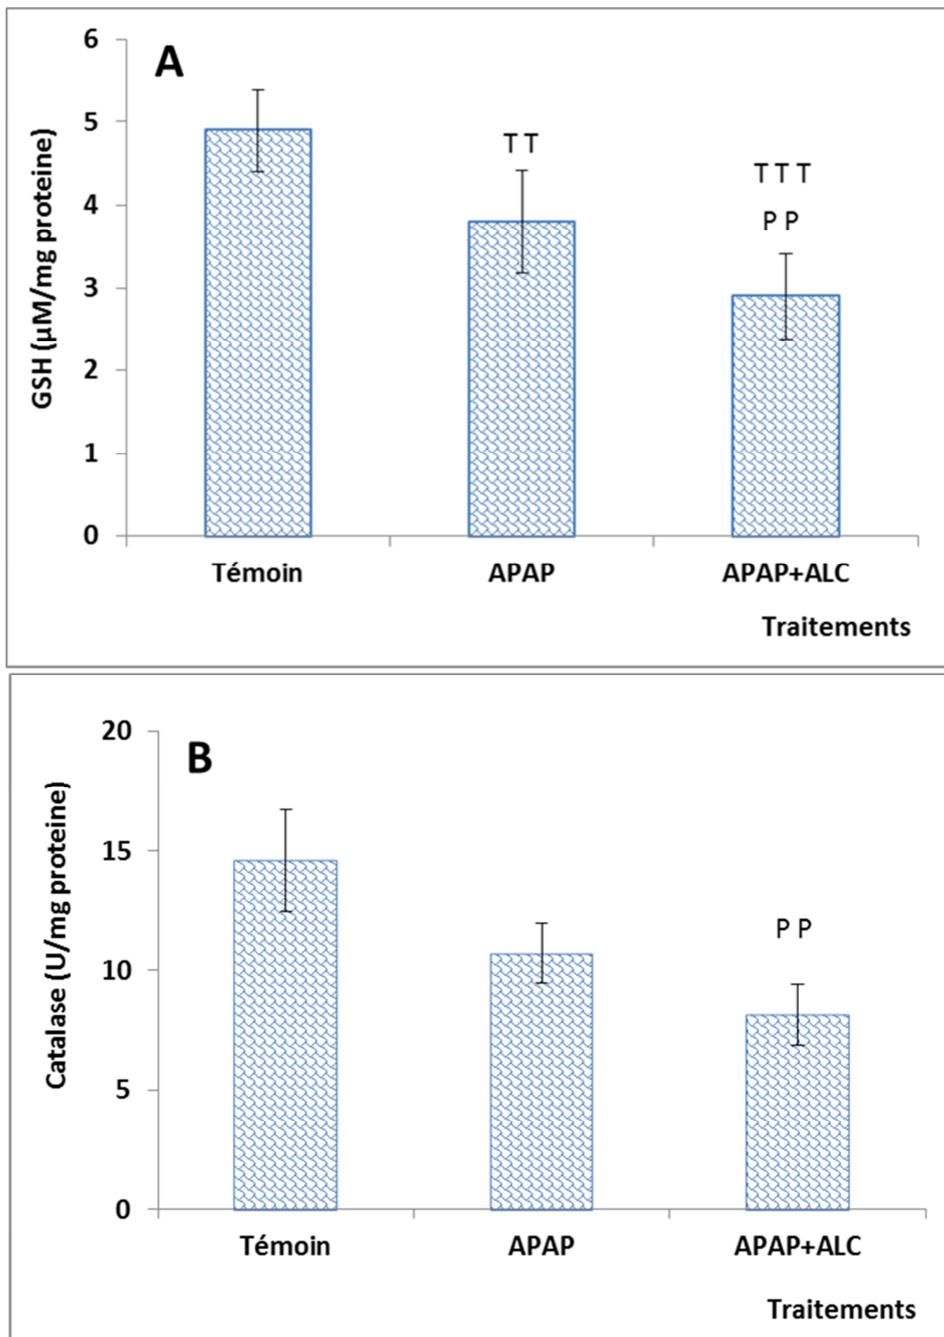 A
6
5
4
3
2
1
0
GSH (µM/mg proteine)
T T
T T T
P P
Témoin APAP APAP+ALC
Traitements
B
20
15
10
5
0
Catalase (U/mg proteine)
P P
Témoin APAP APAP+ALC
Traitements